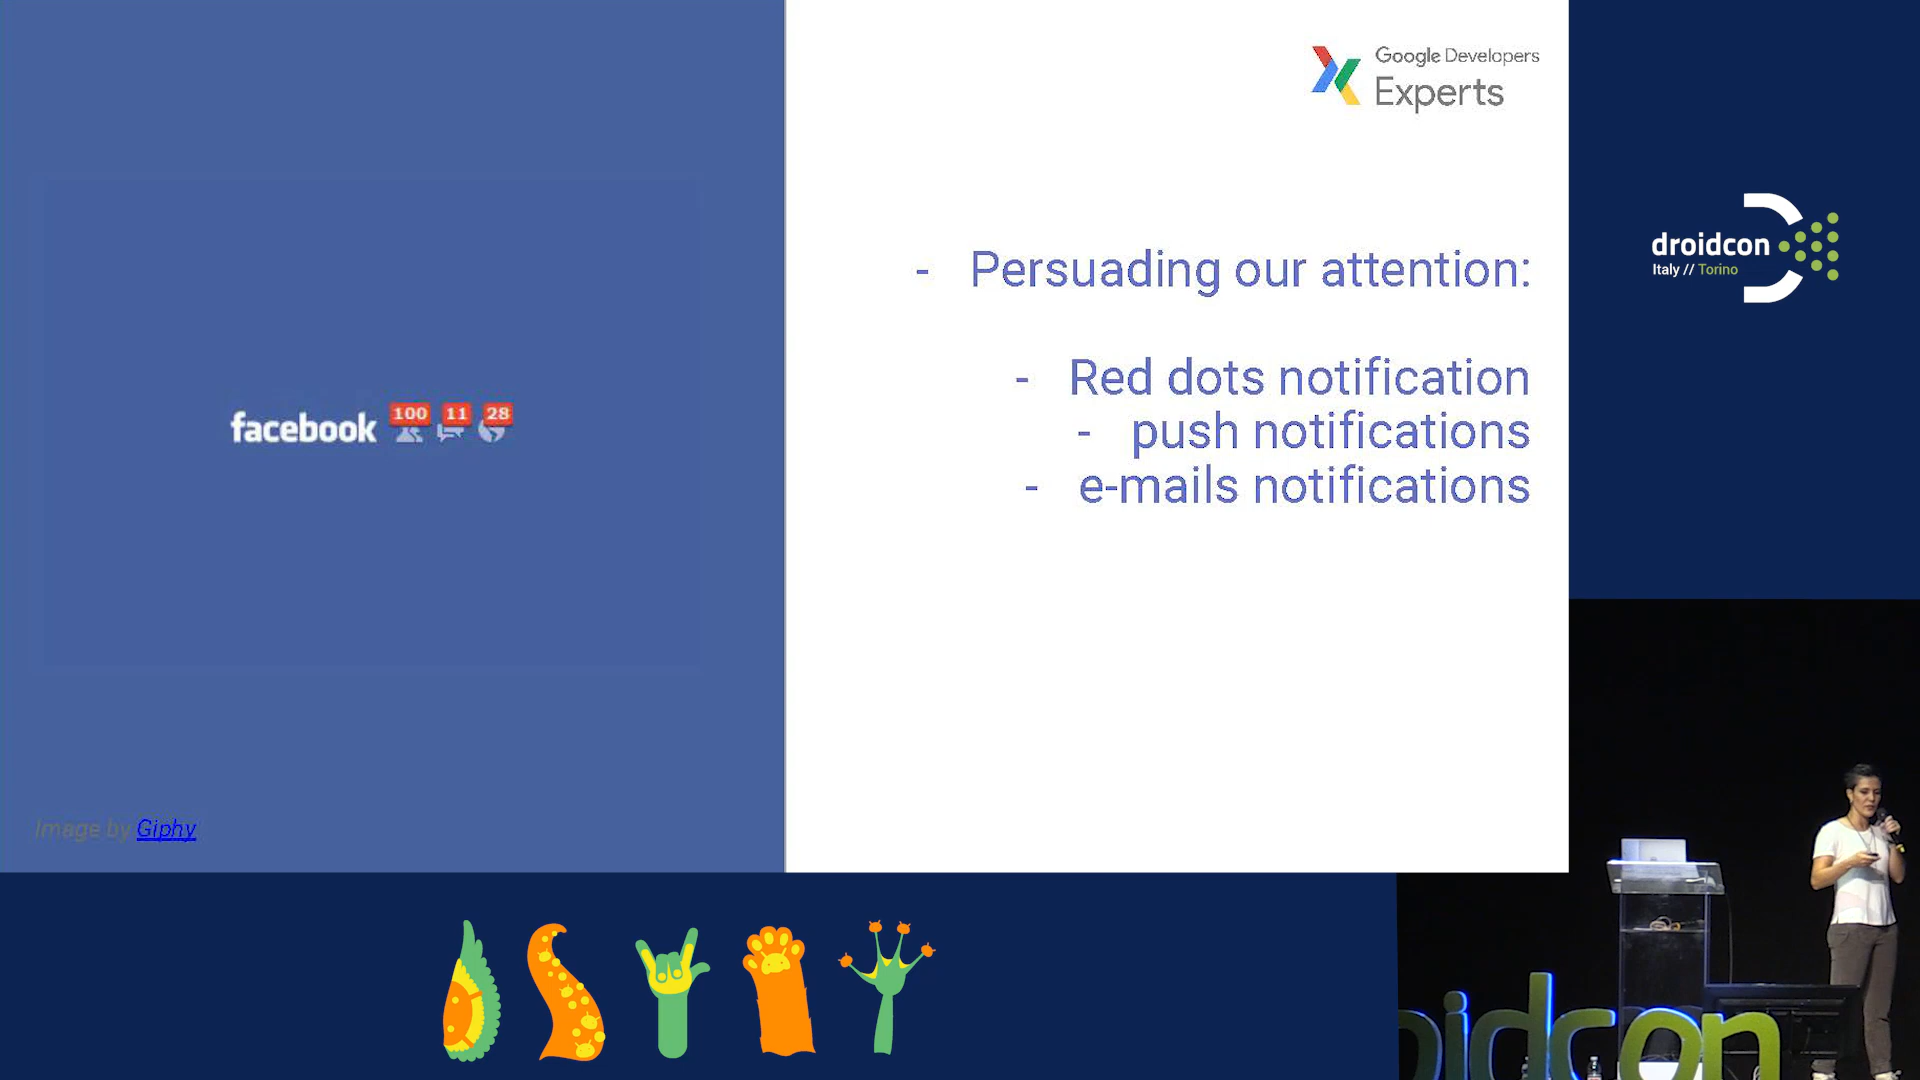 Google Developers
Experts
- Persuading our attention:
- Red dots notification
- push notifications
- e-mails notifications
facebook 100 11 28
Image by Giphy
droidcon
Italy // Torino
oidcon